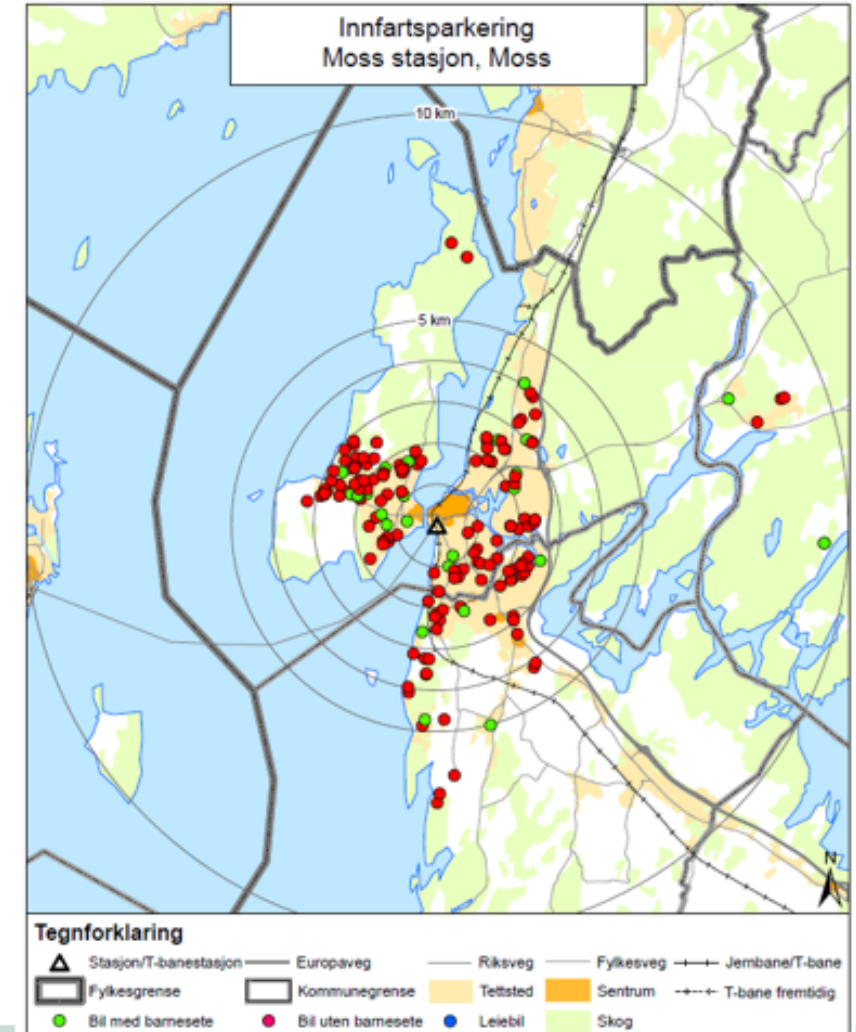 Innfartsparkering
Moss stasjon, Moss
10 km
5 km
N
Tegnforklaring
Stasjon/T-banestasjon Europaveg Riksveg Fylkesveg Jernbane/T-bane
Fylkesgrense Kommunegrense Tettsted Sentrum T-bane fremtidig
Bil med barnesete Bil uten barnesete Leiebil Skog